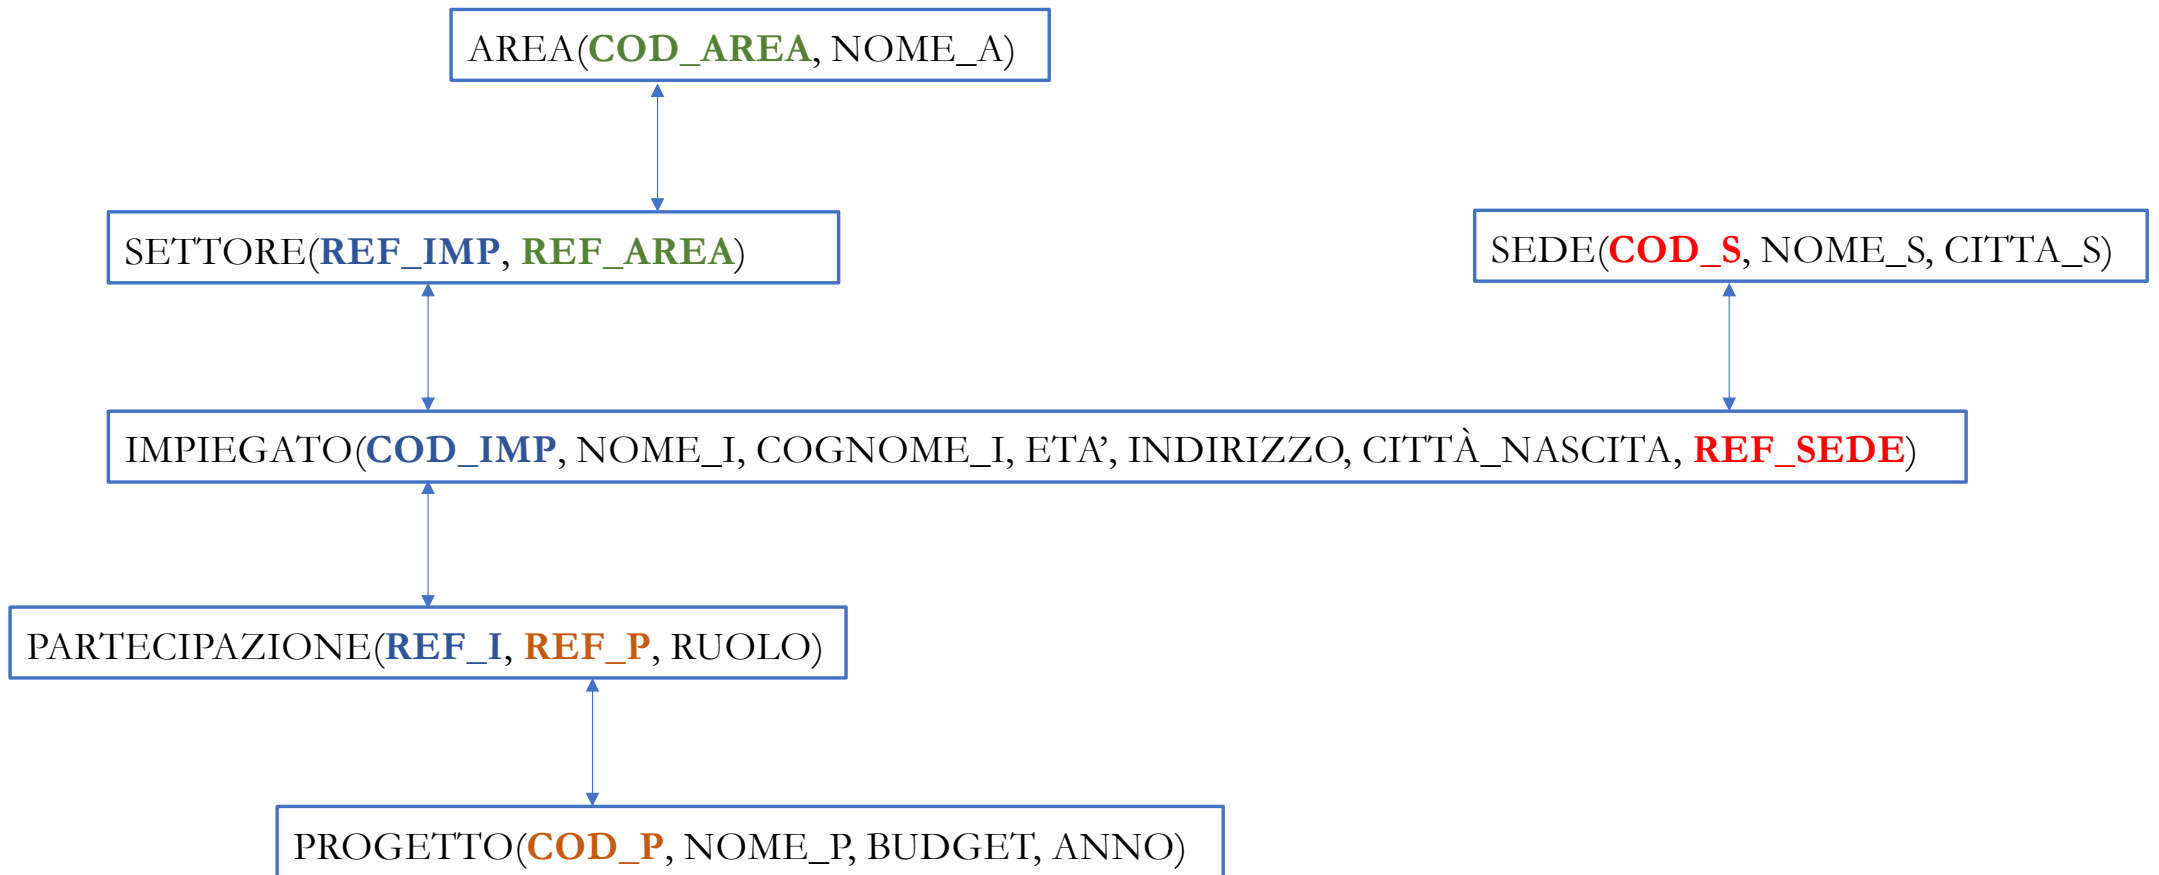 AREA(COD_AREA, NOME_A)
SETTORE(REF_IMP, REF_AREA)
SEDE(COD_S, NOME_S, CITTA_S)
IMPIEGATO(COD_IMP, NOME_I, COGNOME_I, ETA’, INDIRIZZO, CITTÀ_NASCITA, REF_SEDE)
PARTECIPAZIONE(REF_I, REF_P, RUOLO)
PROGETTO(COD_P, NOME_P, BUDGET, ANNO)